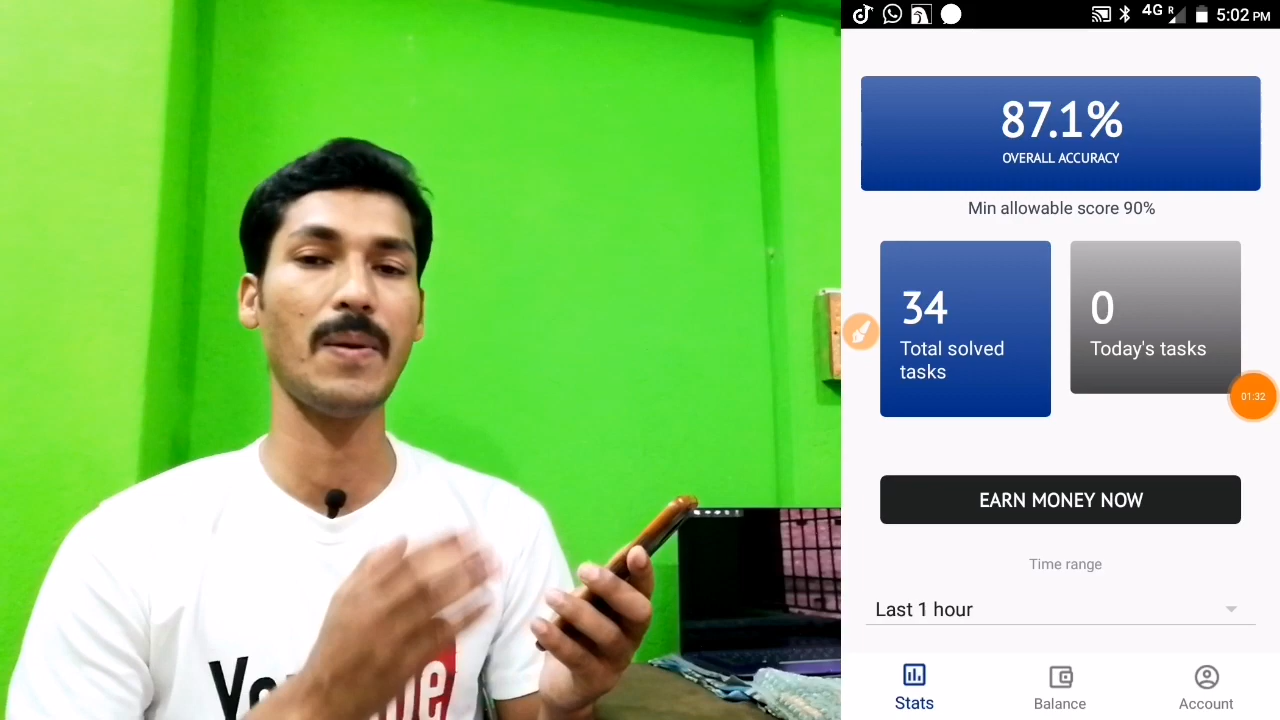 4G R 5:02 PM
87.1%
OVERALL ACCURACY
Min allowable score 90%
34
Total solved
tasks
0
Today's tasks
01:32
EARN MONEY NOW
Time range
Last 1 hour
Stats
Balance
Account